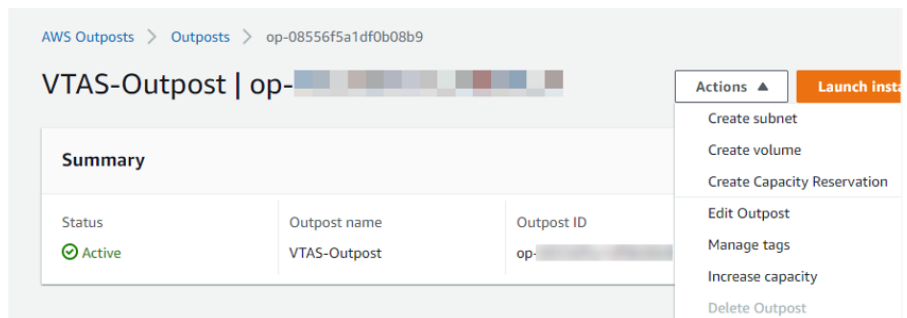 AWS Outposts > Outposts > op-08556f5a1df0b08b9
VTAS-Outpost | op-
Actions ▲
Launch insta
Create subnet
Create volume
Create Capacity Reservation
Edit Outpost
Manage tags
Increase capacity
Delete Outpost
Summary
Status
Active
Outpost name
VTAS-Outpost
Outpost ID
op-